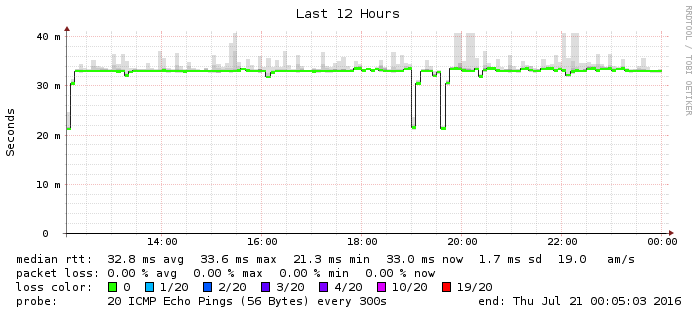 Last 12 Hours
RRDTOOL / TOBI OETIKER
Seconds
40 m
30 m
20 m
10 m
0
14:00 16:00 18:00 20:00 22:00 00:00
median rtt: 32.8 ms avg 33.6 ms max 21.3 ms min 33.0 ms now 1.7 ms sd 19.0 am/s
packet loss: 0.00 % avg 0.00 % max 0.00 % min 0.00 % now
loss color: 0 1/20 2/20 3/20 4/20 10/20 19/20
probe: 20 ICMP Echo Pings (56 Bytes) every 300s end: Thu Jul 21 00:05:03 2016